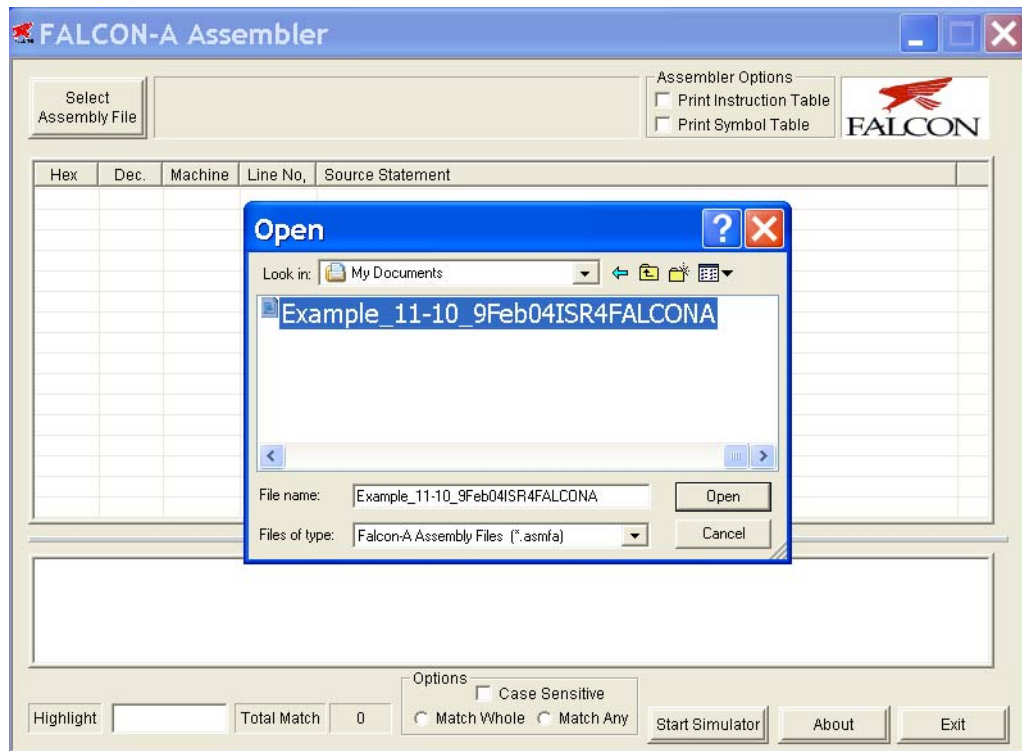 FALCON-A Assembler
Select
Assembly File
Assembler Options
Print Instruction Table
Print Symbol Table
FALCON
Hex Dec. Machine Line No, Source Statement
Open
Look in: My Documents
Example_11-10_9Feb04ISR4FALCONA
File name: Example_11-10_9Feb04ISR4FALCONA Open
Files of type: Falcon-A Assembly Files (*.asmfa) Cancel
Options
Case Sensitive
Highlight Total Match 0 Match Whole Match Any Start Simulator About Exit